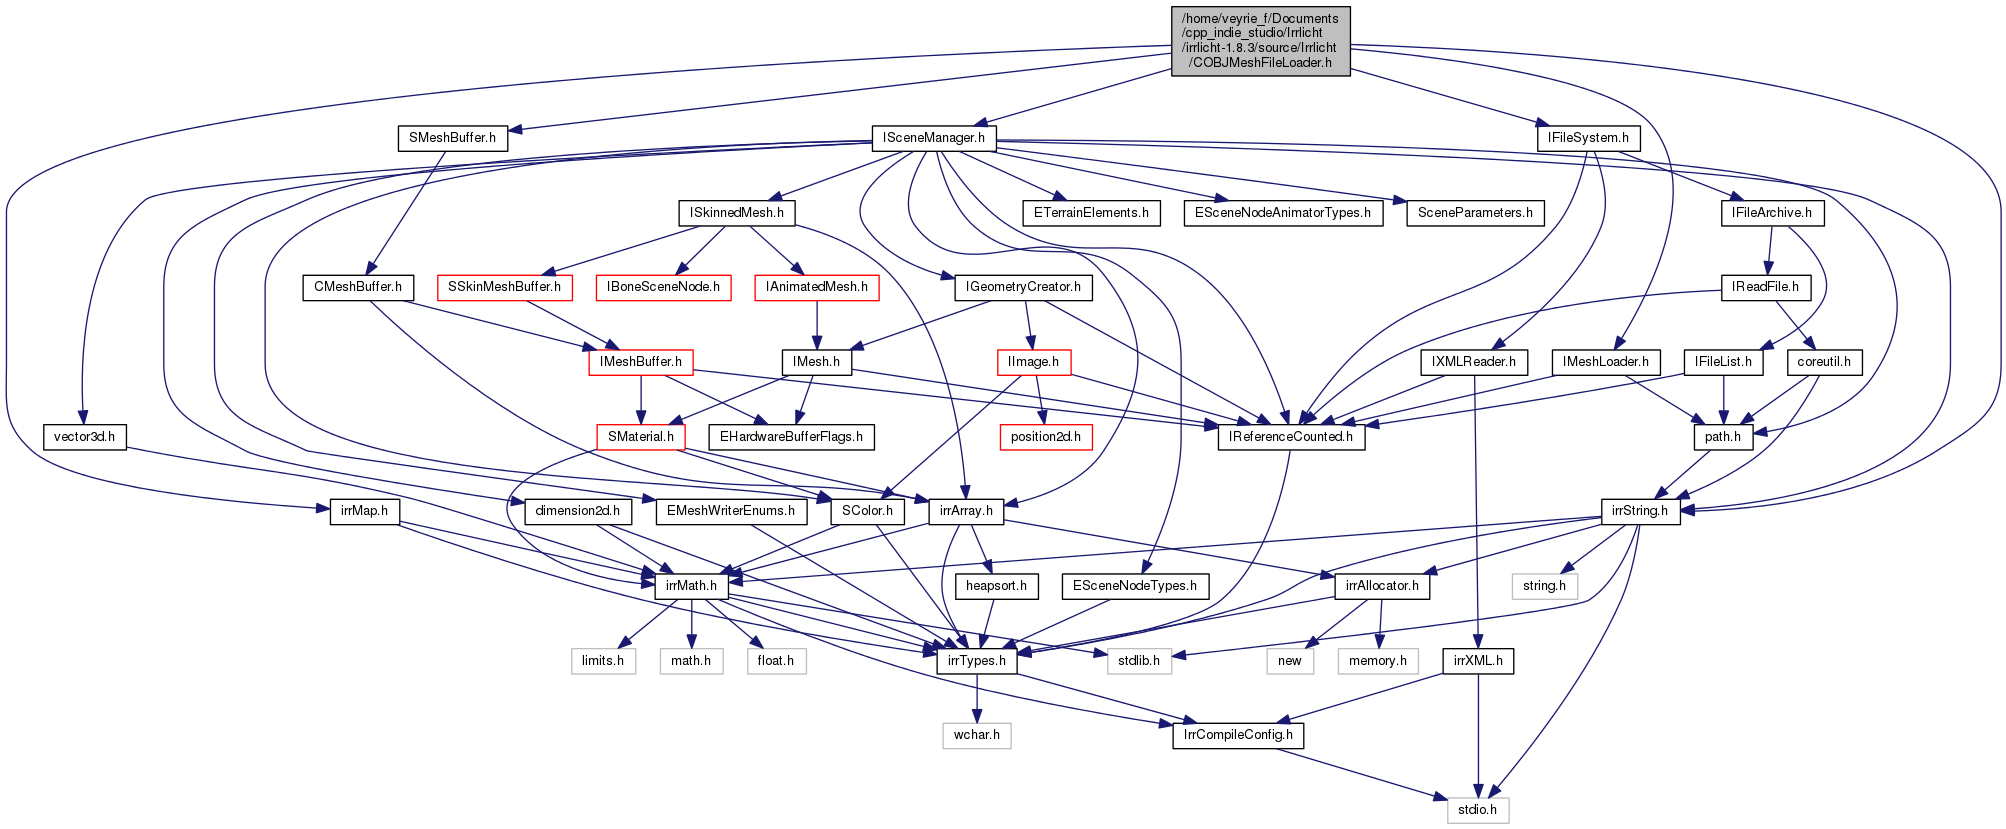 /home/veyrie_f/Documents
/cpp_indie_studio/Irrlicht
/irrlicht-1.8.3/source/Irrlicht
/COBJMeshFileLoader.h
SMeshBuffer.h
ISceneManager.h
IFileSystem.h
ISkinnedMesh.h
ETerrainElements.h
ESceneNodeAnimatorTypes.h
SceneParameters.h
IFileArchive.h
CMeshBuffer.h
SSkinMeshBuffer.h
IBoneSceneNode.h
IAnimatedMesh.h
IGeometryCreator.h
IReadFile.h
IMeshBuffer.h
IMesh.h
IImage.h
IXMLReader.h
IMeshLoader.h
IFileList.h
coreutil.h
vector3d.h
SMaterial.h
EHardwareBufferFlags.h
position2d.h
IReferenceCounted.h
path.h
irrMap.h
dimension2d.h
EMeshWriterEnums.h
SColor.h
irrArray.h
irrString.h
irrMath.h
heapsort.h
ESceneNodeTypes.h
irrAllocator.h
string.h
limits.h
math.h
float.h
irrTypes.h
stdlib.h
new
memory.h
irrXML.h
wchar.h
IrrCompileConfig.h
stdio.h